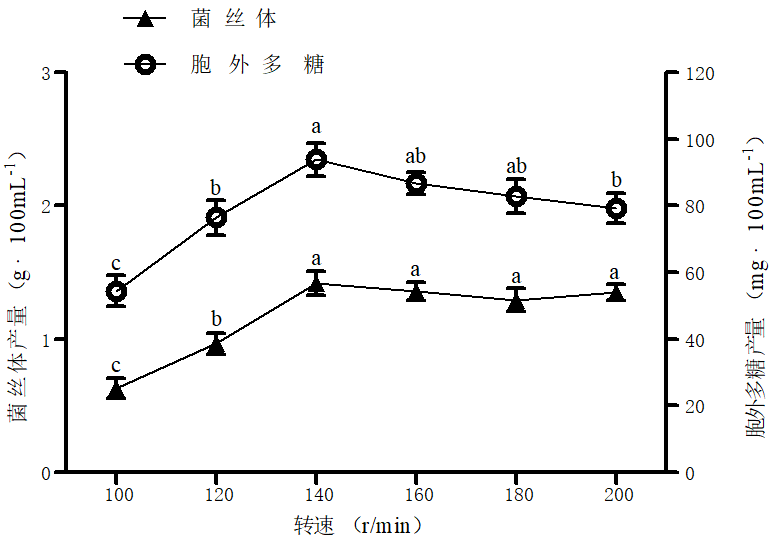 菌 丝 体
胞 外 多 糖
3
2
1
0
菌丝体产量（g· 100mL-1）
120
100
80
60
40
20
0
胞外多糖产量（mg· 100mL-1）
c
b
a
ab
ab
b
c
b
a
a
a
a
100
120
140
160
180
200
转速（r/min）